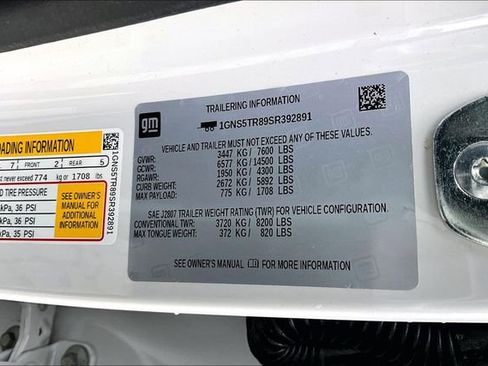 OADING INFORMATION
7 FRONT 2 REAR 5
never exceed 774 kg or 1708 lbs
D TIRE PRESSURE
kPa, 36 PSI
kPa, 36 PSI
kPa, 35 PSI
SEE OWNER'S
MANUAL FOR
ADDITIONAL
INFORMATION
1GNS5TR89SR392891
gm
TRAILERING INFORMATION
1GNS5TR89SR392891
VEHICLE AND TRAILER MUST NOT EXCEED ANY OF THESE VALUES.
GVWR: 3447 KG / 7600 LBS
GCWR: 6577 KG / 14500 LBS
RGAWR: 1950 KG / 4300 LBS
CURB WEIGHT: 2672 KG / 5892 LBS
MAX PAYLOAD: 775 KG / 1708 LBS
SAE J2807 TRAILER WEIGHT RATING (TWR) FOR VEHICLE CONFIGURATION.
CONVENTIONAL TWR: 3720 KG / 8200 LBS
MAX TONGUE WEIGHT: 372 KG / 820 LBS
SEE OWNER'S MANUAL FOR MORE INFORMATION